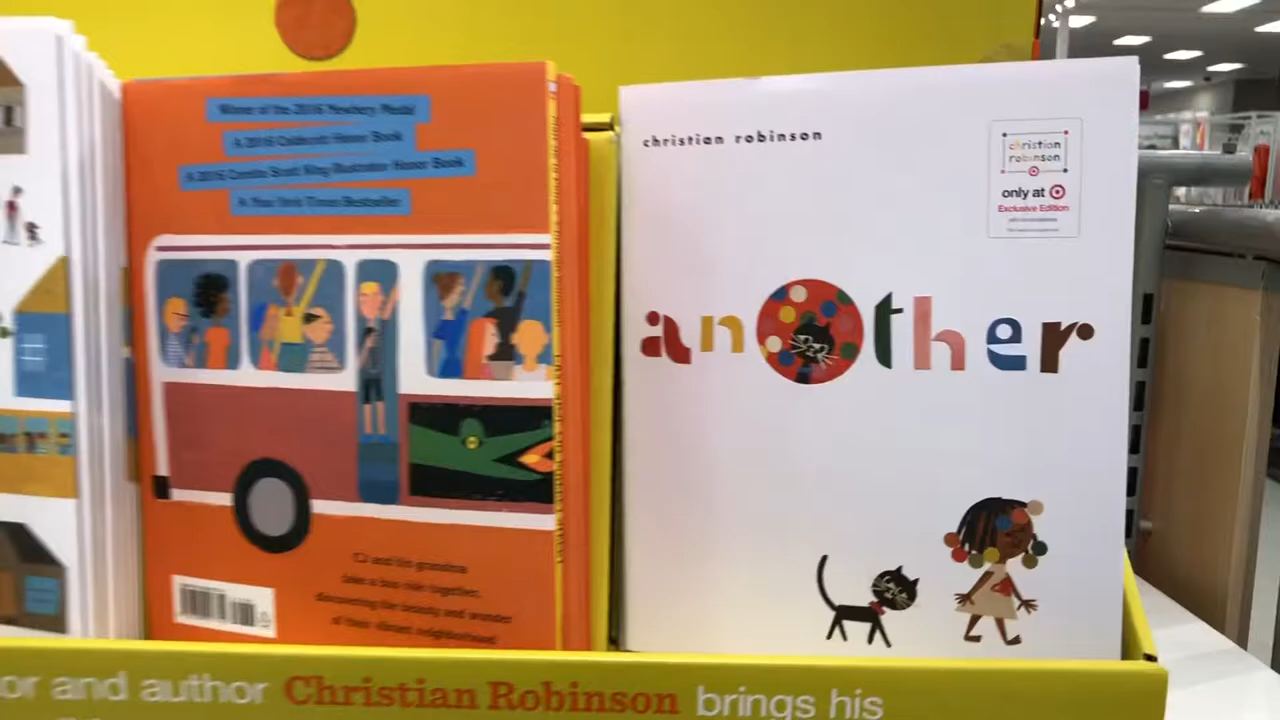 Winner of the 2016 Newbery Medal
A 2016 Caldecott Honor Book
A 2016 Coretta Scott King Illustrator Honor Book
A New York Times Bestseller
CJ and his grandma
take a bus ride together,
discovering the beauty and wonder
of their vibrant neighborhood
christian robinson
christian
robinson
only at
Exclusive Edition
another
or and author Christian Robinson brings his